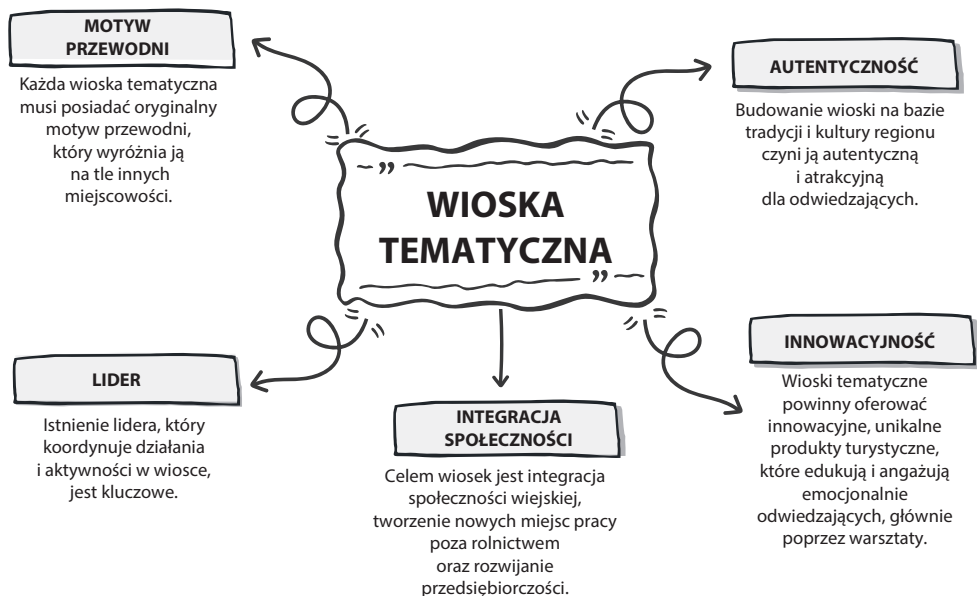 MOTYW
PRZEWODNI
Każda wioska tematyczna
musi posiadać oryginalny
motyw przewodni,
który wyróżnia ją
na tle innych
miejscowości.
AUTENTYCZNOŚĆ
Budowanie wioski na bazie
tradycji i kultury regionu
czyni ją autentyczną
i atrakcyjną
dla odwiedzających.
WIOSKA
TEMATYCZNA
LIDER
Istnienie lidera, który
koordynuje działania
i aktywności w wiosce,
jest kluczowe.
INTEGRACJA
SPOŁECZNOŚCI
Celem wiosek jest integracja
społeczności wiejskiej,
tworzenie nowych miejsc pracy
poza rolnictwem
oraz rozwijanie
przedsiębiorczości.
INNOWACYJNOŚĆ
Wioski tematyczne
powinny oferować
innowacyjne, unikalne
produkty turystyczne,
które edukują i angażują
emocjonalnie
odwiedzających, głównie
poprzez warsztaty.